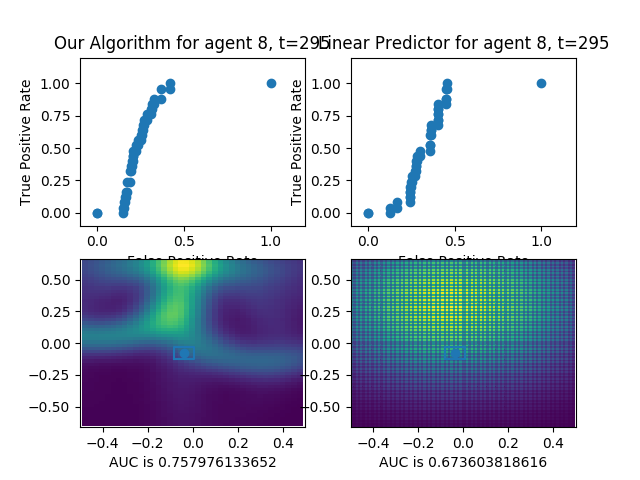 Our Algorithm for agent 8, t=295
Linear Predictor for agent 8, t=295
True Positive Rate
1.00
0.75
0.50
0.25
0.00
0.0 0.5 1.0
False Positive Rate
True Positive Rate
1.00
0.75
0.50
0.25
0.00
0.0 0.5 1.0
False Positive Rate
0.50
0.25
0.00
−0.25
−0.50
−0.4 −0.2 0.0 0.2 0.4
AUC is 0.757976133652
0.50
0.25
0.00
−0.25
−0.50
−0.4 −0.2 0.0 0.2 0.4
AUC is 0.673603818616